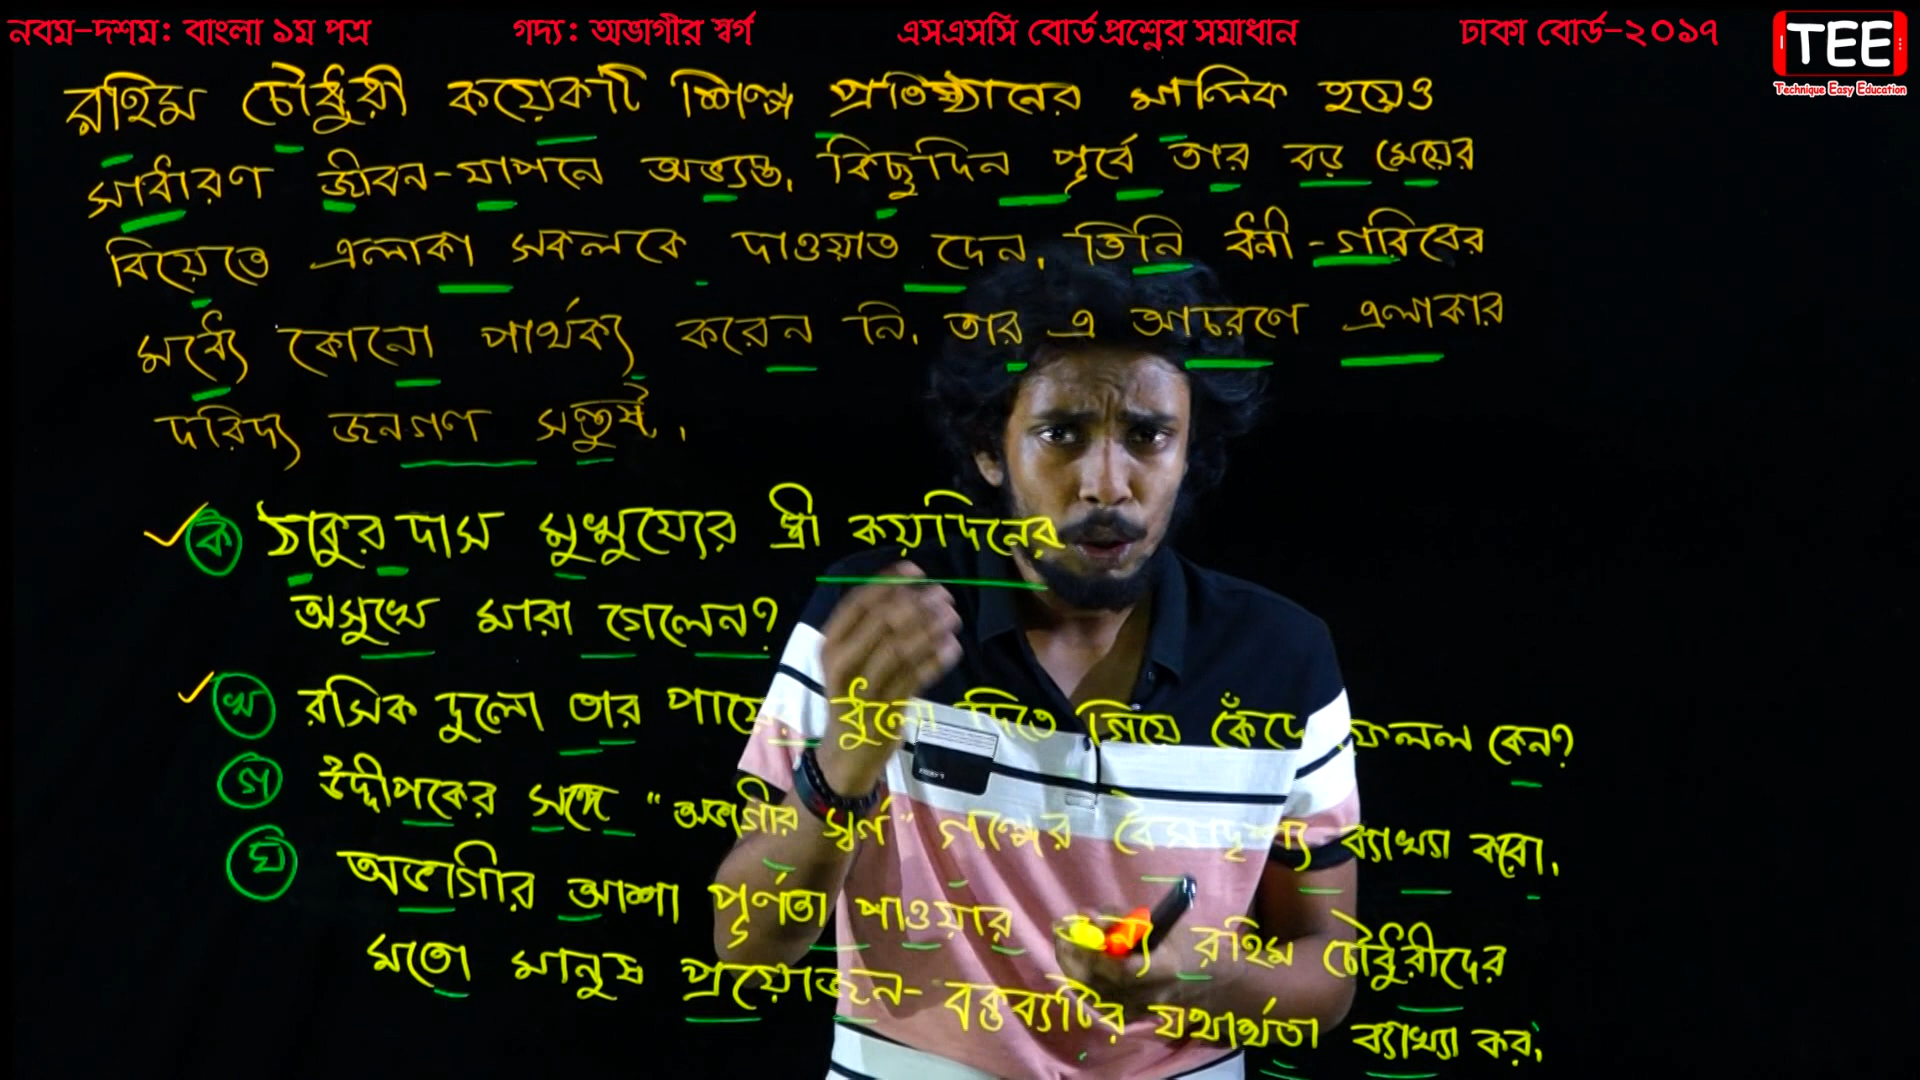 নবম-দশম: বাংলা ১ম পত্র গদ্য: অভাগীর স্বর্গ এসএসসি বোর্ড প্রশ্নের সমাধান ঢাকা বোর্ড-২০১৭
TEE
Technique Easy Education
রহিম চৌধুরী কয়েকটি শিল্প প্রতিষ্ঠানের মালিক হয়েও
সাধারণ জীবন-যাপনে অভ্যস্ত। কিছুদিন পূর্বে তার বড় মেয়ের
বিয়েতে এলাকা সকলকে দাওয়াত দেন। তিনি ধনী-গরিবের
মধ্যে কোনো পার্থক্য করেন নি। তার এ আচরণে এলাকার
দরিদ্র জনগণ সন্তুষ্ট।
ক ঠাকুর দাস মুখুয্যের স্ত্রী কয়দিনের
অসুখে মারা গেলেন?
খ রসিক দুলো তার পায়ের ধুলো দিতে গিয়ে কেঁদে ফেলল কেন?
গ উদ্দীপকের সঙ্গে "অভাগীর স্বর্গ" গল্পের বৈসাদৃশ্য ব্যাখ্যা করো।
ঘ অভাগীর আশা পূর্ণতা পাওয়ার জন্য রহিম চৌধুরীদের
মতো মানুষ প্রয়োজন- বক্তব্যটির যথার্থতা ব্যাখ্যা কর।